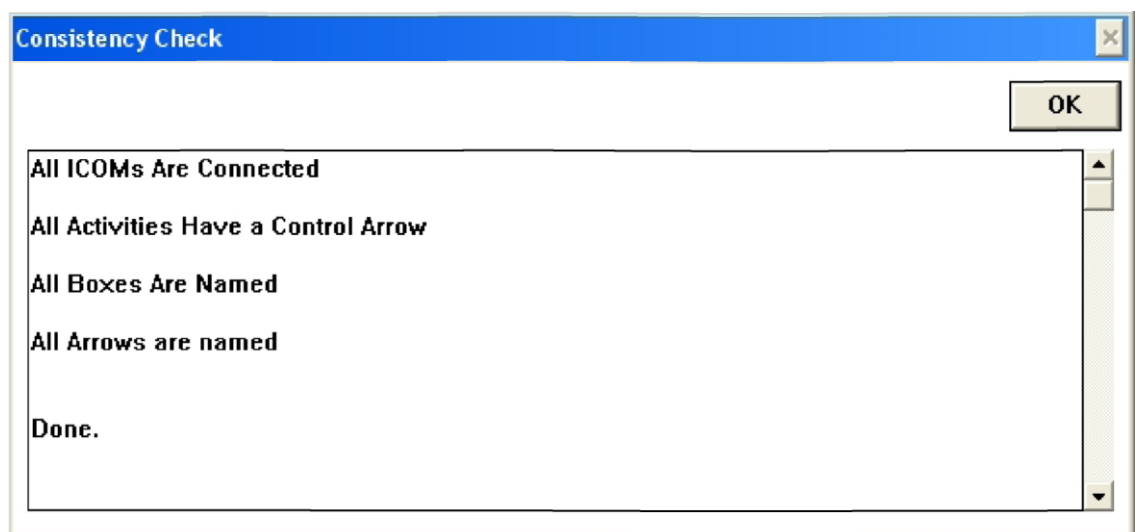 Consistency Check
OK
All ICOMs Are Connected
All Activities Have a Control Arrow
All Boxes Are Named
All Arrows are named
Done.